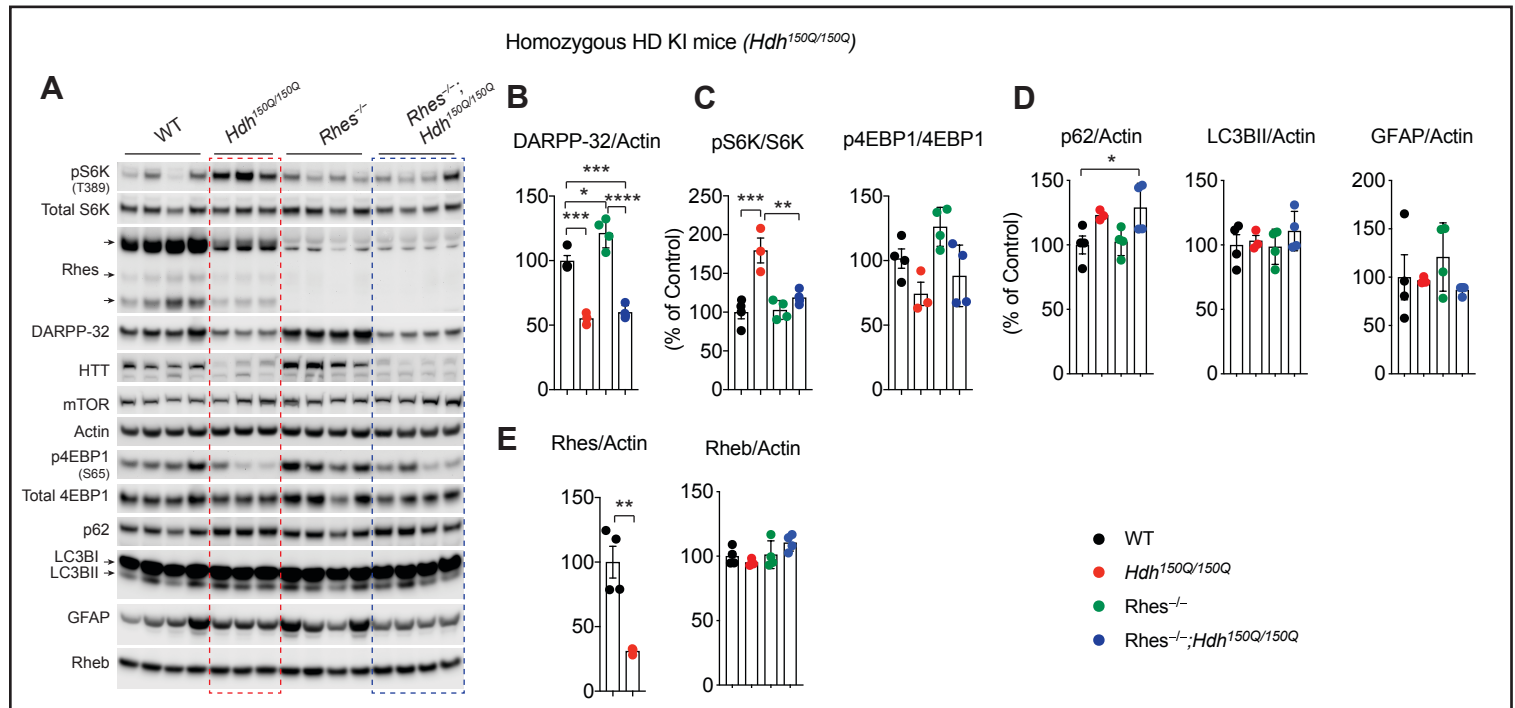 Homozygous HD KI mice (Hdh150Q/150Q)
A
WT
Hdh150Q/150Q
Rhes–/–
Rhes–/–;
Hdh150Q/150Q
pS6K
(T389)
Total S6K
Rhes
DARPP-32
HTT
mTOR
Actin
p4EBP1
(S65)
Total 4EBP1
p62
LC3BI
LC3BII
GFAP
Rheb
B
DARPP-32/Actin
***
*
***
****
150
100
50
0
C
pS6K/S6K
(% of Control)
***
**
250
200
150
100
50
0
p4EBP1/4EBP1
150
100
50
0
D
p62/Actin
(% of Control)
*
150
100
50
0
LC3BII/Actin
150
100
50
0
GFAP/Actin
200
150
100
50
0
E
Rhes/Actin
**
150
100
50
0
Rheb/Actin
150
100
50
0
WT
Hdh150Q/150Q
Rhes–/–
Rhes–/–;Hdh150Q/150Q